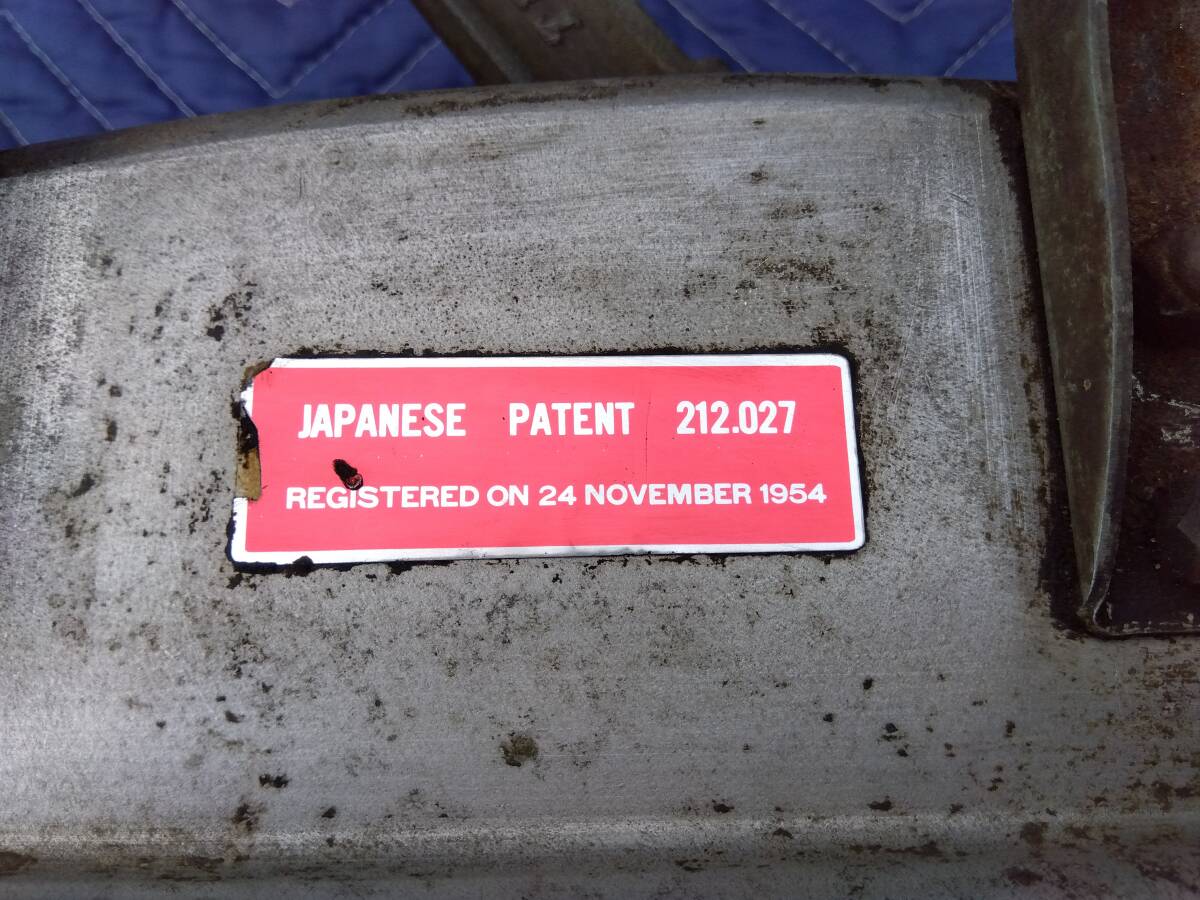 JAPANESE PATENT 212.027
REGISTERED ON 24 NOVEMBER 1954